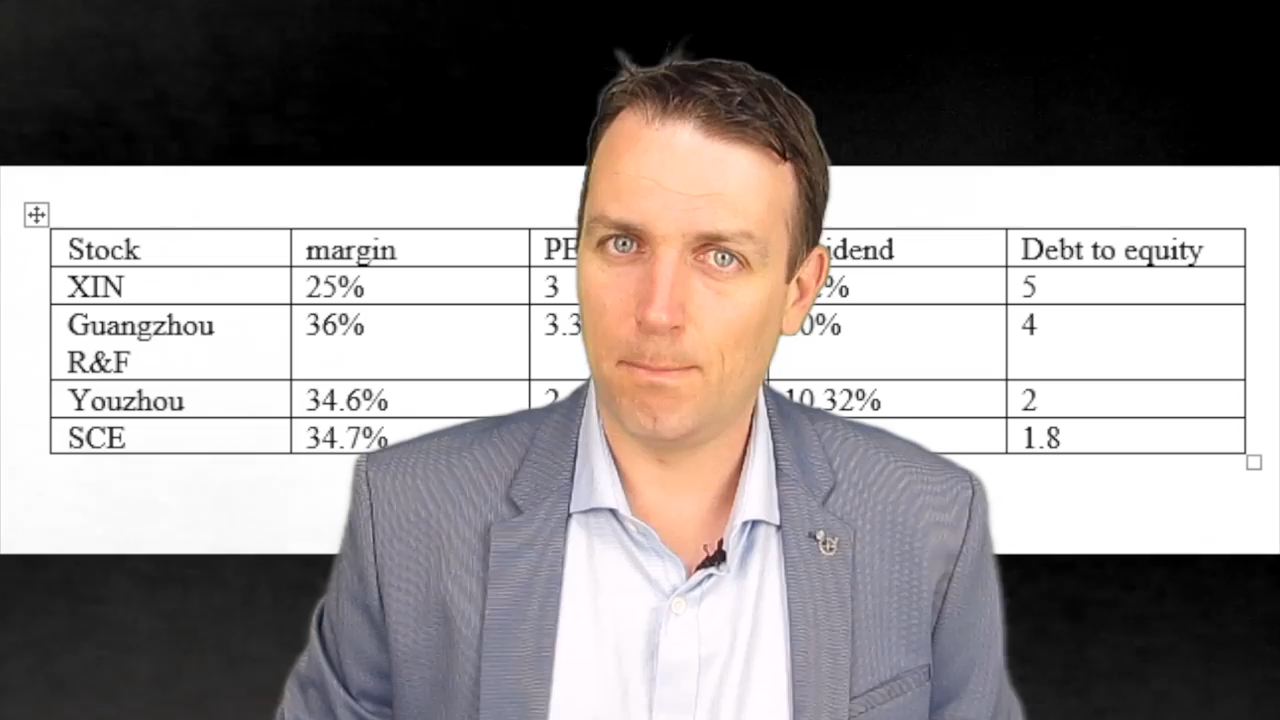 Stock margin PE Debt to equity
XIN 25% 3 5
Guangzhou 36% 4
R&F
Youzhou 34.6% 10.32% 2
SCE 34.7% 1.8